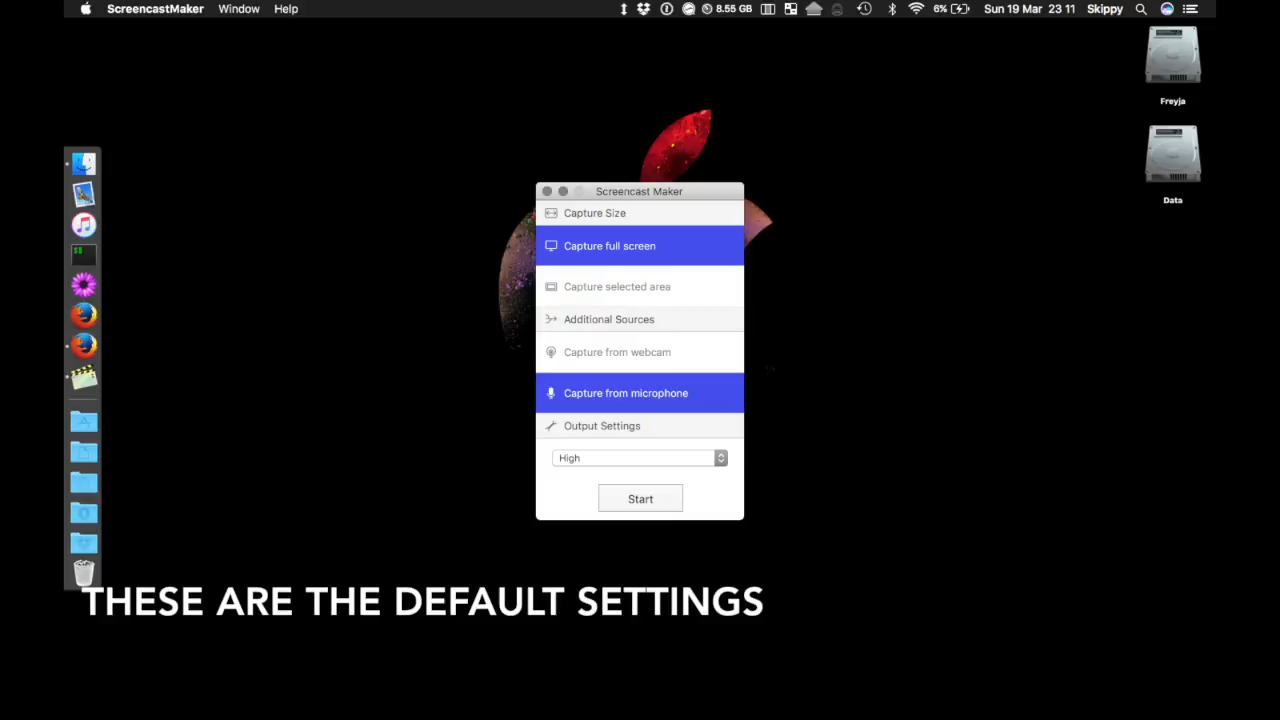 ScreencastMaker Window Help 8.55 GB 6% Sun 19 Mar 23 11 Skippy
Freyja
Data
Screencast Maker
Capture Size
Capture full screen
Capture selected area
Additional Sources
Capture from webcam
Capture from microphone
Output Settings
High
Start
THESE ARE THE DEFAULT SETTINGS